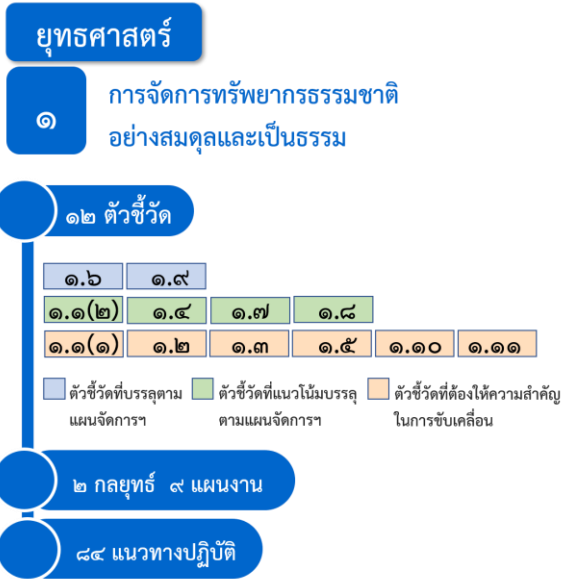 ยุทธศาสตร์
๑
การจัดการทรัพยากรธรรมชาติ
อย่างสมดุลและเป็นธรรม
๑๒ ตัวชี้วัด
๑.๖ ๑.๙
๑.๑(๒) ๑.๔ ๑.๗ ๑.๘
๑.๑(๑) ๑.๒ ๑.๓ ๑.๕ ๑.๑๐ ๑.๑๑
ตัวชี้วัดที่บรรลุตาม ตัวชี้วัดที่แนวโน้มบรรลุ ตัวชี้วัดที่ต้องให้ความสำคัญ
แผนจัดการฯ ตามแผนจัดการฯ ในการขับเคลื่อน
๒ กลยุทธ์ ๙ แผนงาน
๘๔ แนวทางปฏิบัติ